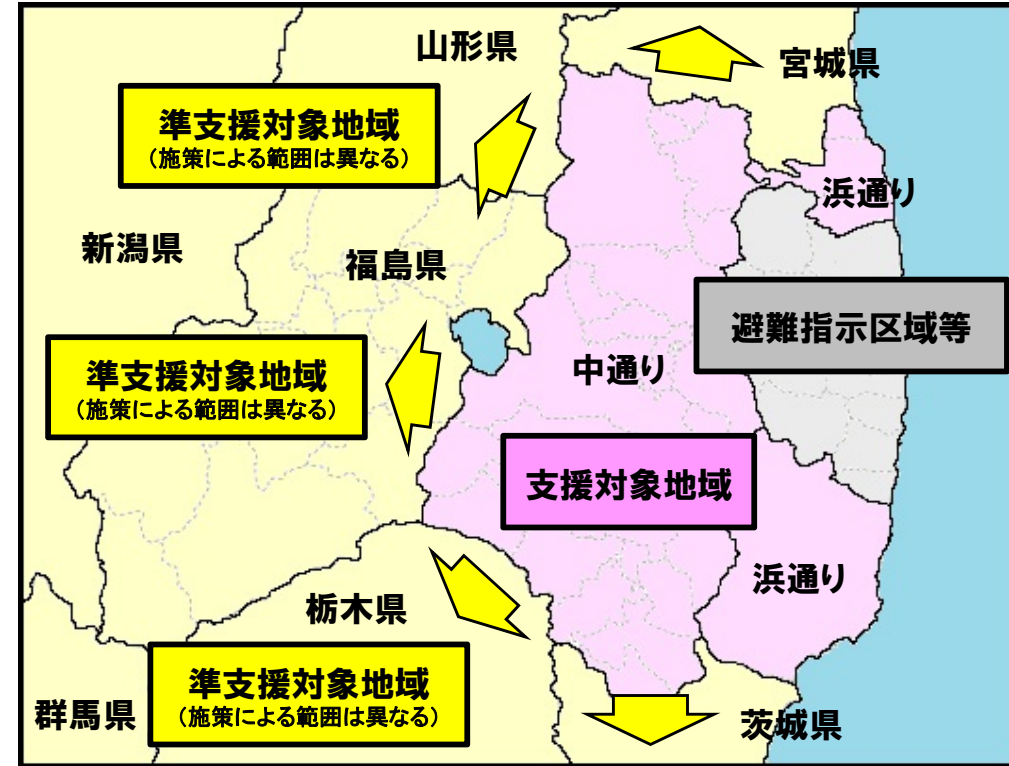 山形県
宮城県
準支援対象地域
(施策による範囲は異なる)
浜通り
新潟県
福島県
避難指示区域等
準支援対象地域
(施策による範囲は異なる)
中通り
支援対象地域
浜通り
栃木県
準支援対象地域
(施策による範囲は異なる)
群馬県
茨城県